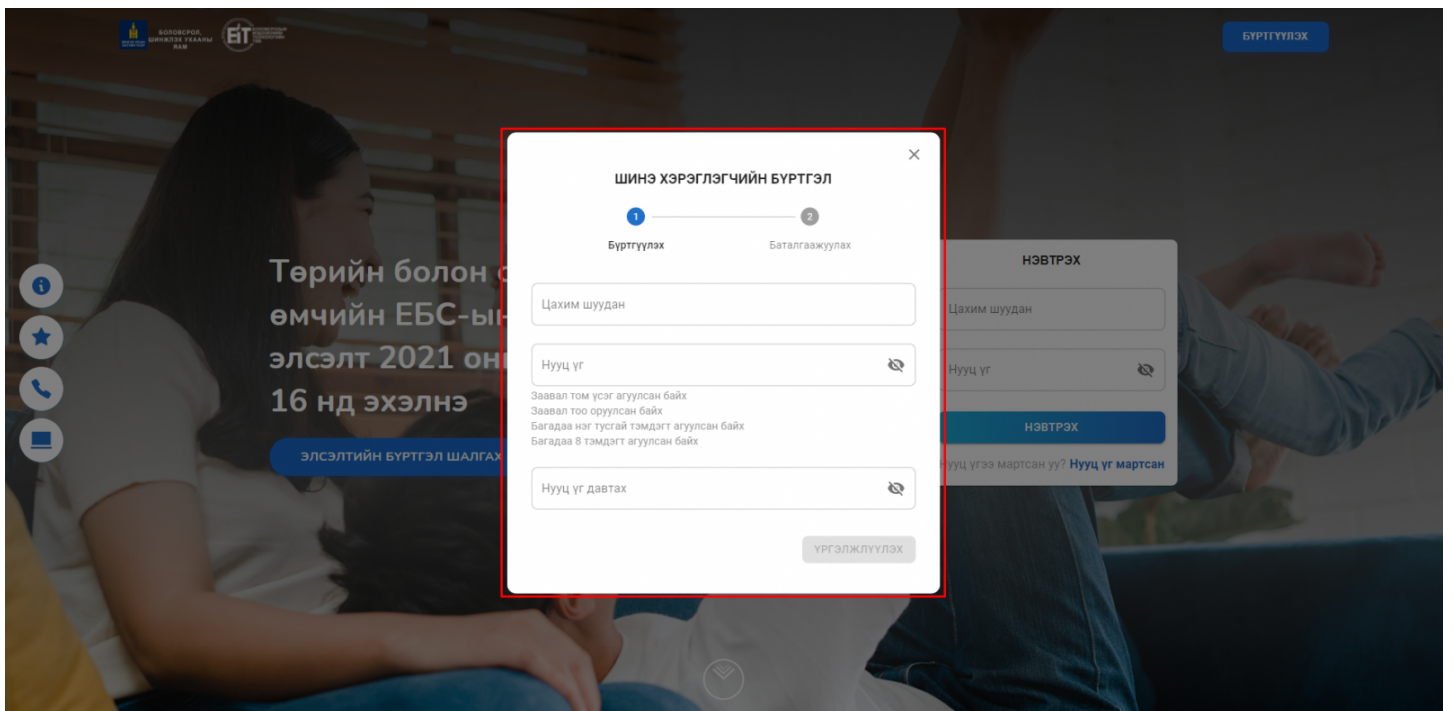 БОЛОВСРОЛ,
ШИНЖЛЭХ УХААНЫ
ЯАМ
EiT
БҮРТГҮҮЛЭХ
Төрийн болон ө
өмчийн ЕБС-ын
элсэлт 2021 он
16 нд эхэлнэ
ЭЛСЭЛТИЙН БҮРТГЭЛ ШАЛГАХ
ШИНЭ ХЭРЭГЛЭГЧИЙН БҮРТГЭЛ
1
2
Бүртгүүлэх
Баталгаажуулах
Цахим шуудан
Нууц үг
Заавал том үсэг агуулсан байх
Заавал тоо оруулсан байх
Багадаа нэг тусгай тэмдэгт агуулсан байх
Багадаа 8 тэмдэгт агуулсан байх
Нууц үг давтах
ҮРГЭЛЖЛҮҮЛЭХ
НЭВТРЭХ
Цахим шуудан
Нууц үг
НЭВТРЭХ
Нууц үгээ мартсан уу? Нууц үг мартсан